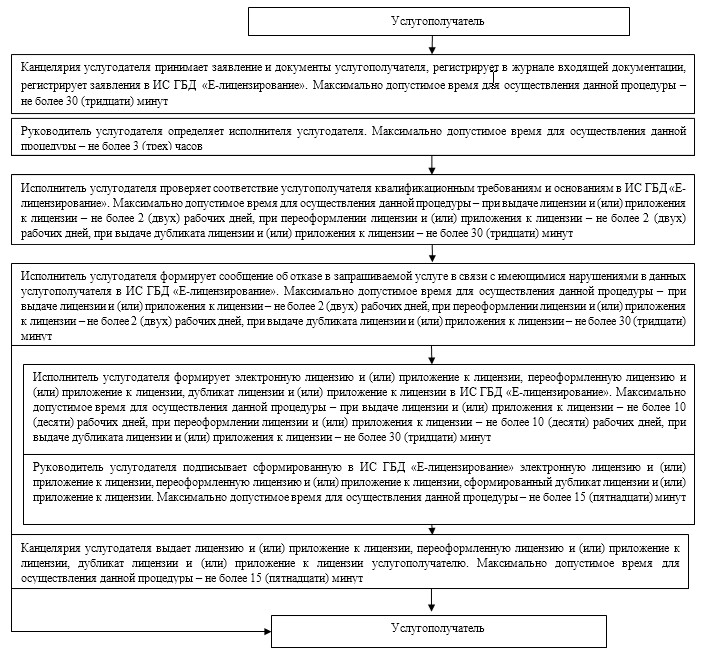 Услугополучатель
Канцелярия услугодателя принимает заявление и документы услугополучателя, регистрирует в журнале входящей документации,
регистрирует заявления в ИС ГБД «Е-лицензирование». Максимально допустимое время для осуществления данной процедуры –
не более 30 (тридцати) минут
Руководитель услугодателя определяет исполнителя услугодателя. Максимально допустимое время для осуществления данной
процедуры – не более 3 (трех) часов
Исполнитель услугодателя проверяет соответствие услугополучателя квалификационным требованиям и основаниям в ИС ГБД «Е-
лицензирование». Максимально допустимое время для осуществления данной процедуры – при выдаче лицензии и (или) приложения
к лицензии – не более 2 (двух) рабочих дней, при переоформлении лицензии и (или) приложения к лицензии – не более 2 (двух)
рабочих дней, при выдаче дубликата лицензии и (или) приложения к лицензии – не более 30 (тридцати) минут
Исполнитель услугодателя формирует сообщение об отказе в запрашиваемой услуге в связи с имеющимися нарушениями в данных
услугополучателя в ИС ГБД «Е-лицензирование». Максимально допустимое время для осуществления данной процедуры – при
выдаче лицензии и (или) приложения к лицензии – не более 2 (двух) рабочих дней, при переоформлении лицензии и (или) приложения
к лицензии – не более 2 (двух) рабочих дней, при выдаче дубликата лицензии и (или) приложения к лицензии – не более 30 (тридцати)
минут
Исполнитель услугодателя формирует электронную лицензию и (или) приложение к лицензии, переоформленную лицензию и
(или) приложение к лицензии, дубликат лицензии и (или) приложение к лицензии в ИС ГБД «Е-лицензирование». Максимально
допустимое время для осуществления данной процедуры – при выдаче лицензии и (или) приложения к лицензии – не более 10
(десяти) рабочих дней, при переоформлении лицензии и (или) приложения к лицензии – не более 10 (десяти) рабочих дней, при
выдаче дубликата лицензии и (или) приложения к лицензии – не более 30 (тридцати) минут
Руководитель услугодателя подписывает сформированную в ИС ГБД «Е-лицензирование» электронную лицензию и (или)
приложение к лицензии, переоформленную лицензию и (или) приложение к лицензии, сформированный дубликат лицензии и (или)
приложение к лицензии. Максимально допустимое время для осуществления данной процедуры – не более 15 (пятнадцати) минут
Канцелярия услугодателя выдает лицензию и (или) приложение к лицензии, переоформленную лицензию и (или) приложение к
лицензии, дубликат лицензии и (или) приложение к лицензии услугополучателю. Максимально допустимое время для
осуществления данной процедуры – не более 15 (пятнадцати) минут
Услугополучатель